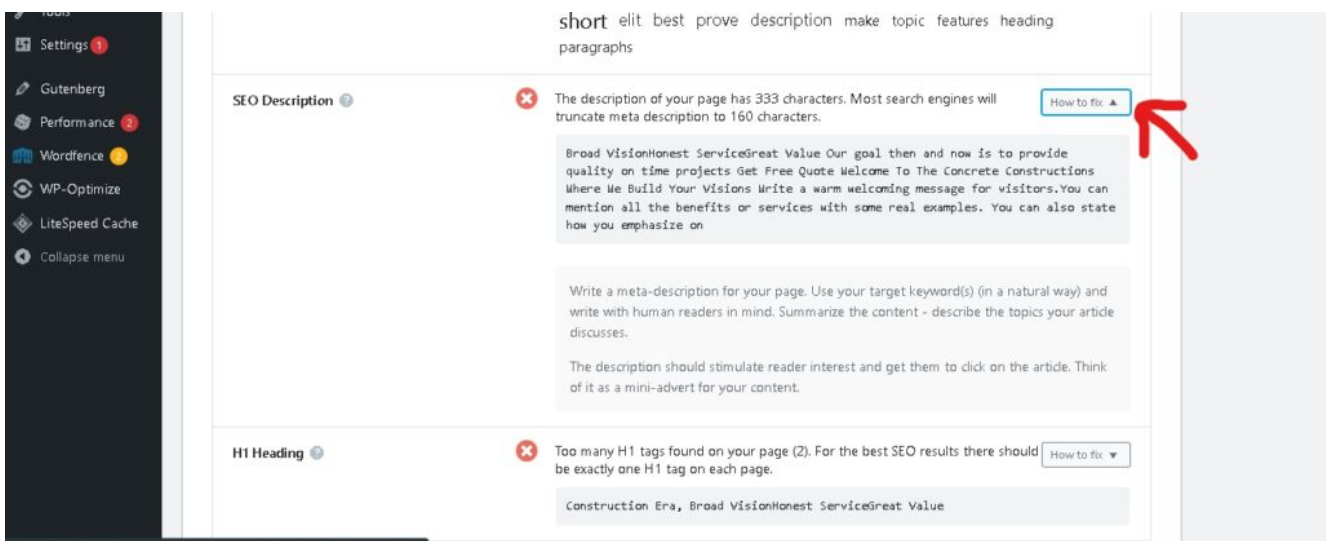 Tools
Settings 1
Gutenberg
Performance 2
Wordfence 2
WP-Optimize
LiteSpeed Cache
Collapse menu
short elit best prove description make topic features heading
paragraphs
SEO Description
The description of your page has 333 characters. Most search engines will
truncate meta description to 160 characters.
How to fix ▲
Broad VisionHonest ServiceGreat Value Our goal then and now is to provide
quality on time projects Get Free Quote Welcome To The Concrete Constructions
Where We Build Your Visions Write a warm welcoming message for visitors.You can
mention all the benefits or services with some real examples. You can also state
how you emphasize on
Write a meta-description for your page. Use your target keyword(s) (in a natural way) and
write with human readers in mind. Summarize the content - describe the topics your article
discusses.
The description should stimulate reader interest and get them to click on the article. Think
of it as a mini-advert for your content.
H1 Heading
Too many H1 tags found on your page (2). For the best SEO results there should
be exactly one H1 tag on each page.
How to fix ▼
Construction Era, Broad VisionHonest ServiceGreat Value